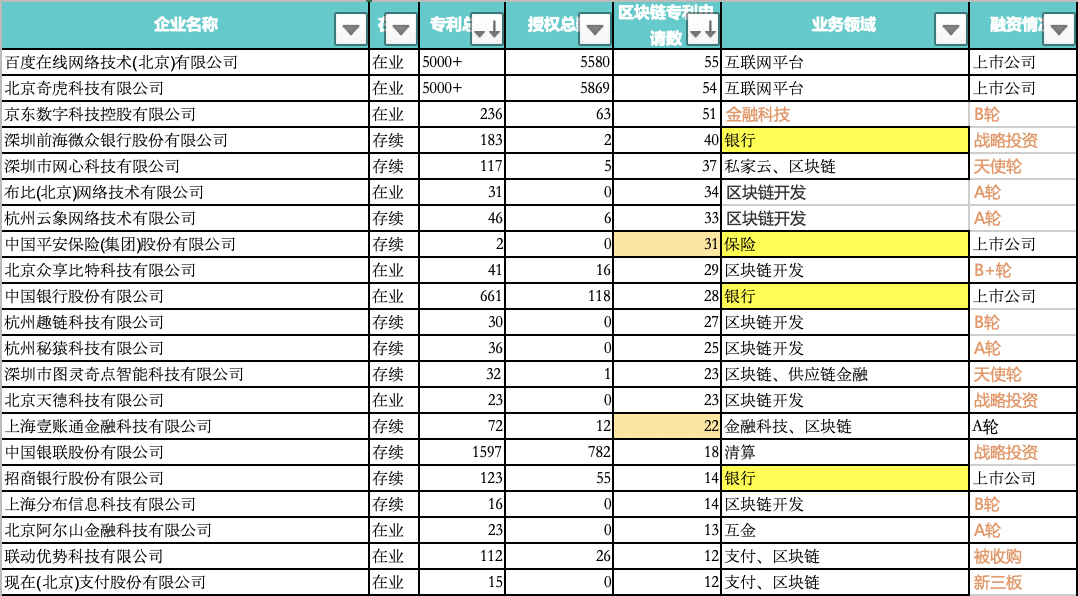 企业名称 在 专利总 授权总 区块链专利申请数 业务领域 融资情
百度在线网络技术(北京)有限公司 在业 5000+ 5580 55 互联网平台 上市公司
北京奇虎科技有限公司 在业 5000+ 5869 54 互联网平台 上市公司
京东数字科技控股有限公司 在业 236 63 51 金融科技 B轮
深圳前海微众银行股份有限公司 存续 183 2 40 银行 战略投资
深圳市网心科技有限公司 存续 117 5 37 私家云、区块链 天使轮
布比(北京)网络技术有限公司 在业 31 0 34 区块链开发 A轮
杭州云象网络技术有限公司 存续 46 6 33 区块链开发 A轮
中国平安保险(集团)股份有限公司 存续 2 0 31 保险 上市公司
北京众享比特科技有限公司 在业 41 16 29 区块链开发 B+轮
中国银行股份有限公司 在业 661 118 28 银行 上市公司
杭州趣链科技有限公司 存续 30 0 27 区块链开发 B轮
杭州秘猿科技有限公司 存续 36 0 25 区块链开发 A轮
深圳市图灵奇点智能科技有限公司 存续 32 1 23 区块链、供应链金融 天使轮
北京天德科技有限公司 在业 23 0 23 区块链开发 战略投资
上海壹账通金融科技有限公司 存续 72 12 22 金融科技、区块链 A轮
中国银联股份有限公司 存续 1597 782 18 清算 战略投资
招商银行股份有限公司 存续 123 55 14 银行 上市公司
上海分布信息科技有限公司 存续 16 0 14 区块链开发 B轮
北京阿尔山金融科技有限公司 在业 23 0 13 互金 A轮
联动优势科技有限公司 在业 112 26 12 支付、区块链 被收购
现在(北京)支付股份有限公司 在业 15 0 12 支付、区块链 新三板